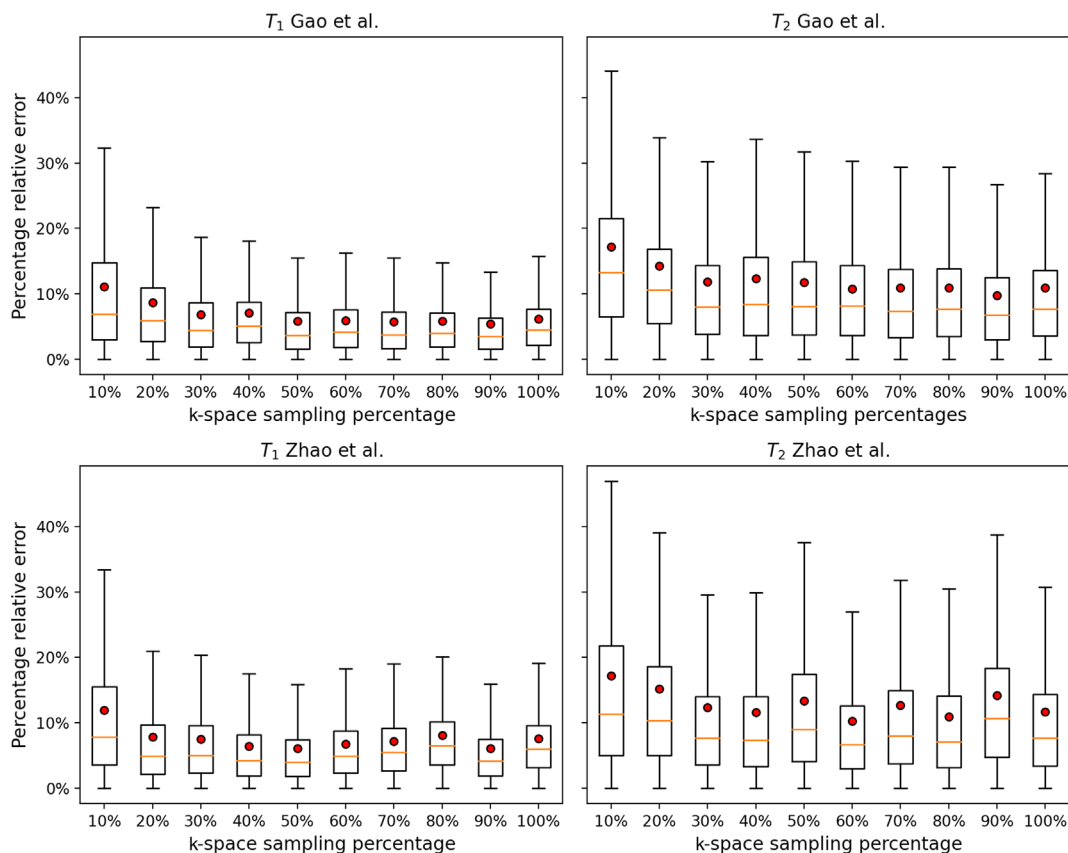 T₁ Gao et al.
T₂ Gao et al.
Percentage relative error
40%
30%
20%
10%
0%
10% 20% 30% 40% 50% 60% 70% 80% 90% 100%
k-space sampling percentage
10% 20% 30% 40% 50% 60% 70% 80% 90% 100%
k-space sampling percentages
T₁ Zhao et al.
T₂ Zhao et al.
Percentage relative error
40%
30%
20%
10%
0%
10% 20% 30% 40% 50% 60% 70% 80% 90% 100%
k-space sampling percentage
10% 20% 30% 40% 50% 60% 70% 80% 90% 100%
k-space sampling percentage